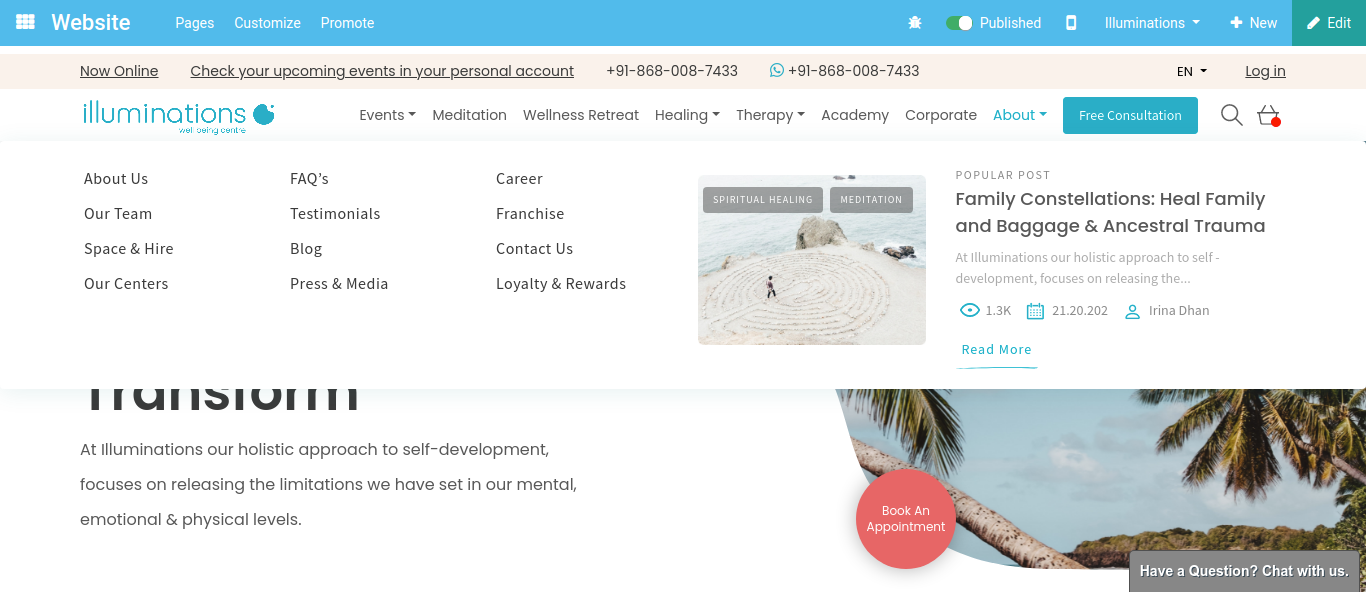 Website
Pages Customize Promote
Published
Illuminations
New
Edit
Now Online
Check your upcoming events in your personal account
+91-868-008-7433
+91-868-008-7433
EN
Log in
illuminations
well being centre
Events Meditation Wellness Retreat Healing Therapy Academy Corporate About
Free Consultation
About Us
Our Team
Space & Hire
Our Centers
FAQ’s
Testimonials
Blog
Press & Media
Career
Franchise
Contact Us
Loyalty & Rewards
SPIRITUAL HEALING
MEDITATION
POPULAR POST
Family Constellations: Heal Family
and Baggage & Ancestral Trauma
At Illuminations our holistic approach to self -
development, focuses on releasing the...
1.3K 21.20.202 Irina Dhan
Read More
Transform
At Illuminations our holistic approach to self-development,
focuses on releasing the limitations we have set in our mental,
emotional & physical levels.
Book An
Appointment
Have a Question? Chat with us.